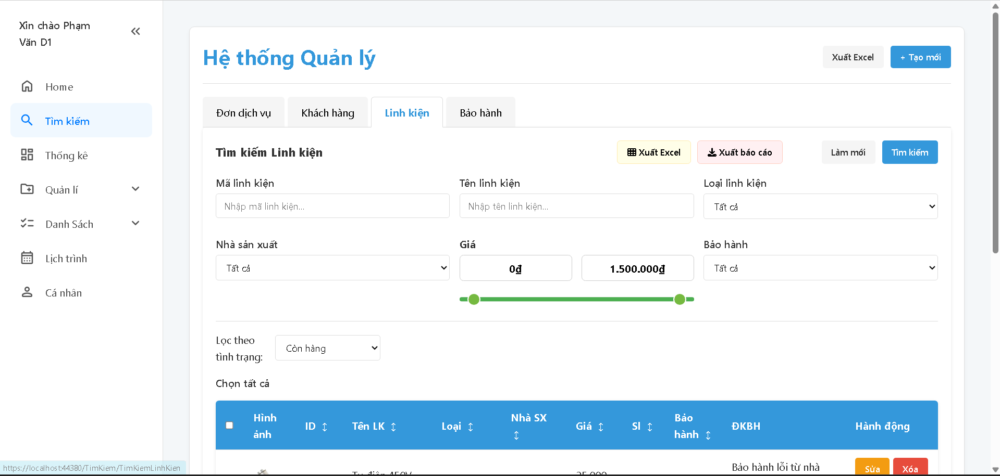 Xin chào Phạm
Văn D1
Home
Tìm kiếm
Thống kê
Quản lí
Danh Sách
Lịch trình
Cá nhân
Hệ thống Quản lý
Xuất Excel
+ Tạo mới
Đơn dịch vụ
Khách hàng
Linh kiện
Bảo hành
Tìm kiếm Linh kiện
Xuất Excel
Xuất báo cáo
Làm mới
Tìm kiếm
Mã linh kiện
Tên linh kiện
Loại linh kiện
Nhập mã linh kiện...
Nhập tên linh kiện...
Tất cả
Nhà sản xuất
Giá
Bảo hành
Tất cả
0₫
1.500.000₫
Tất cả
Lọc theo
tình trạng:
Còn hàng
Chọn tất cả
Hình
ảnh
ID
Tên LK
Loại
Nhà SX
Giá
Sl
Bảo
hành
ĐKBH
Hành động
Tụ điện 450V
25.000
Bảo hành lỗi từ nhà
Sửa
Xóa
https://localhost:44380/TimKiem/TimKiemLinhKien